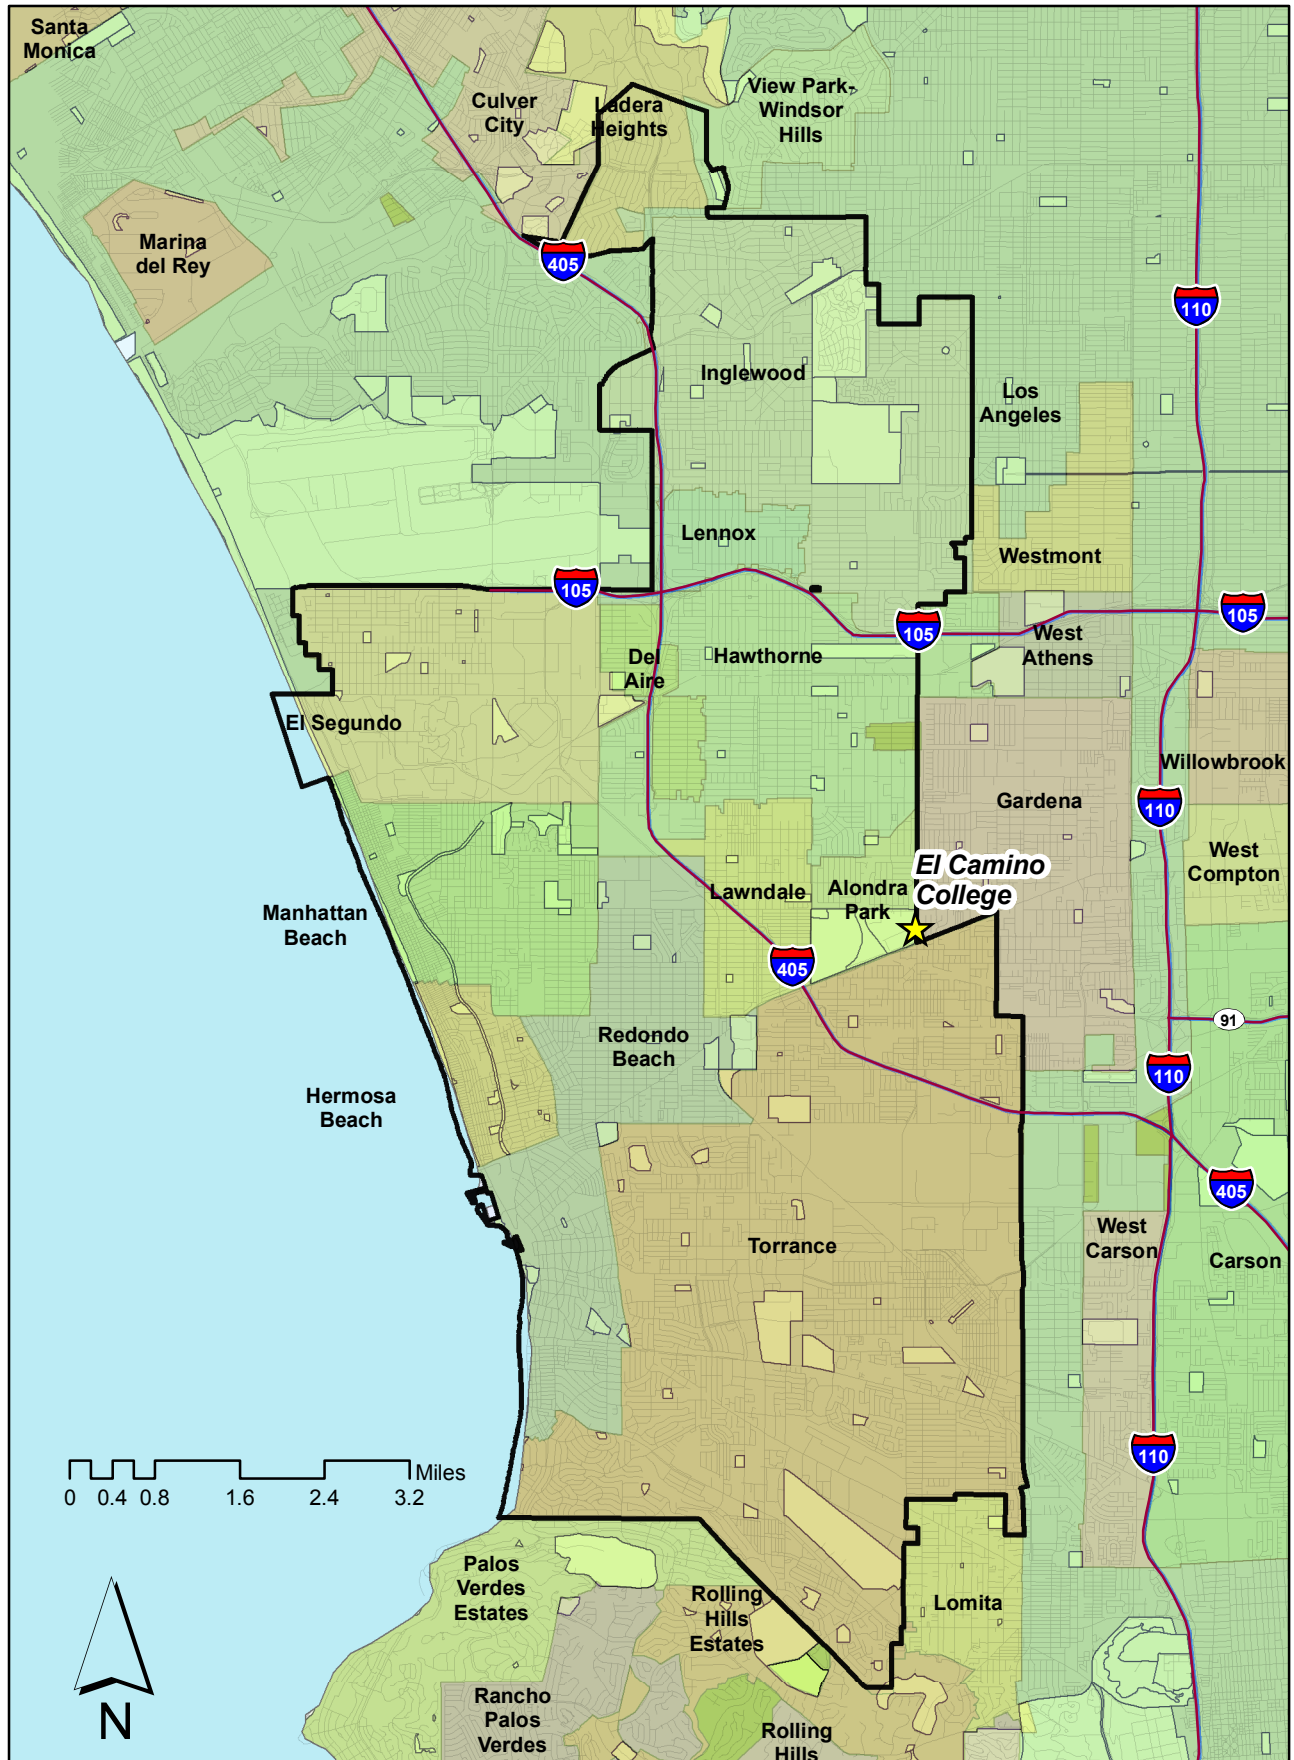 Santa
Monica
Culver
City
Ladera
Heights
View Park-
Windsor
Hills
Marina
del Rey
405
110
Inglewood
Los
Angeles
Lennox
Westmont
105
105
105
West
Athens
Del
Aire
Hawthorne
El Segundo
Willowbrook
Gardena
110
West
Compton
El Camino
College
Lawndale
Alondra
Park
Manhattan
Beach
405
91
Redondo
Beach
110
Hermosa
Beach
405
West
Carson
Carson
Torrance
110
Miles
0 0.4 0.8 1.6 2.4 3.2
Palos
Verdes
Estates
Rolling
Hills
Estates
Lomita
N
Rancho
Palos
Verdes
Rolling
Hills